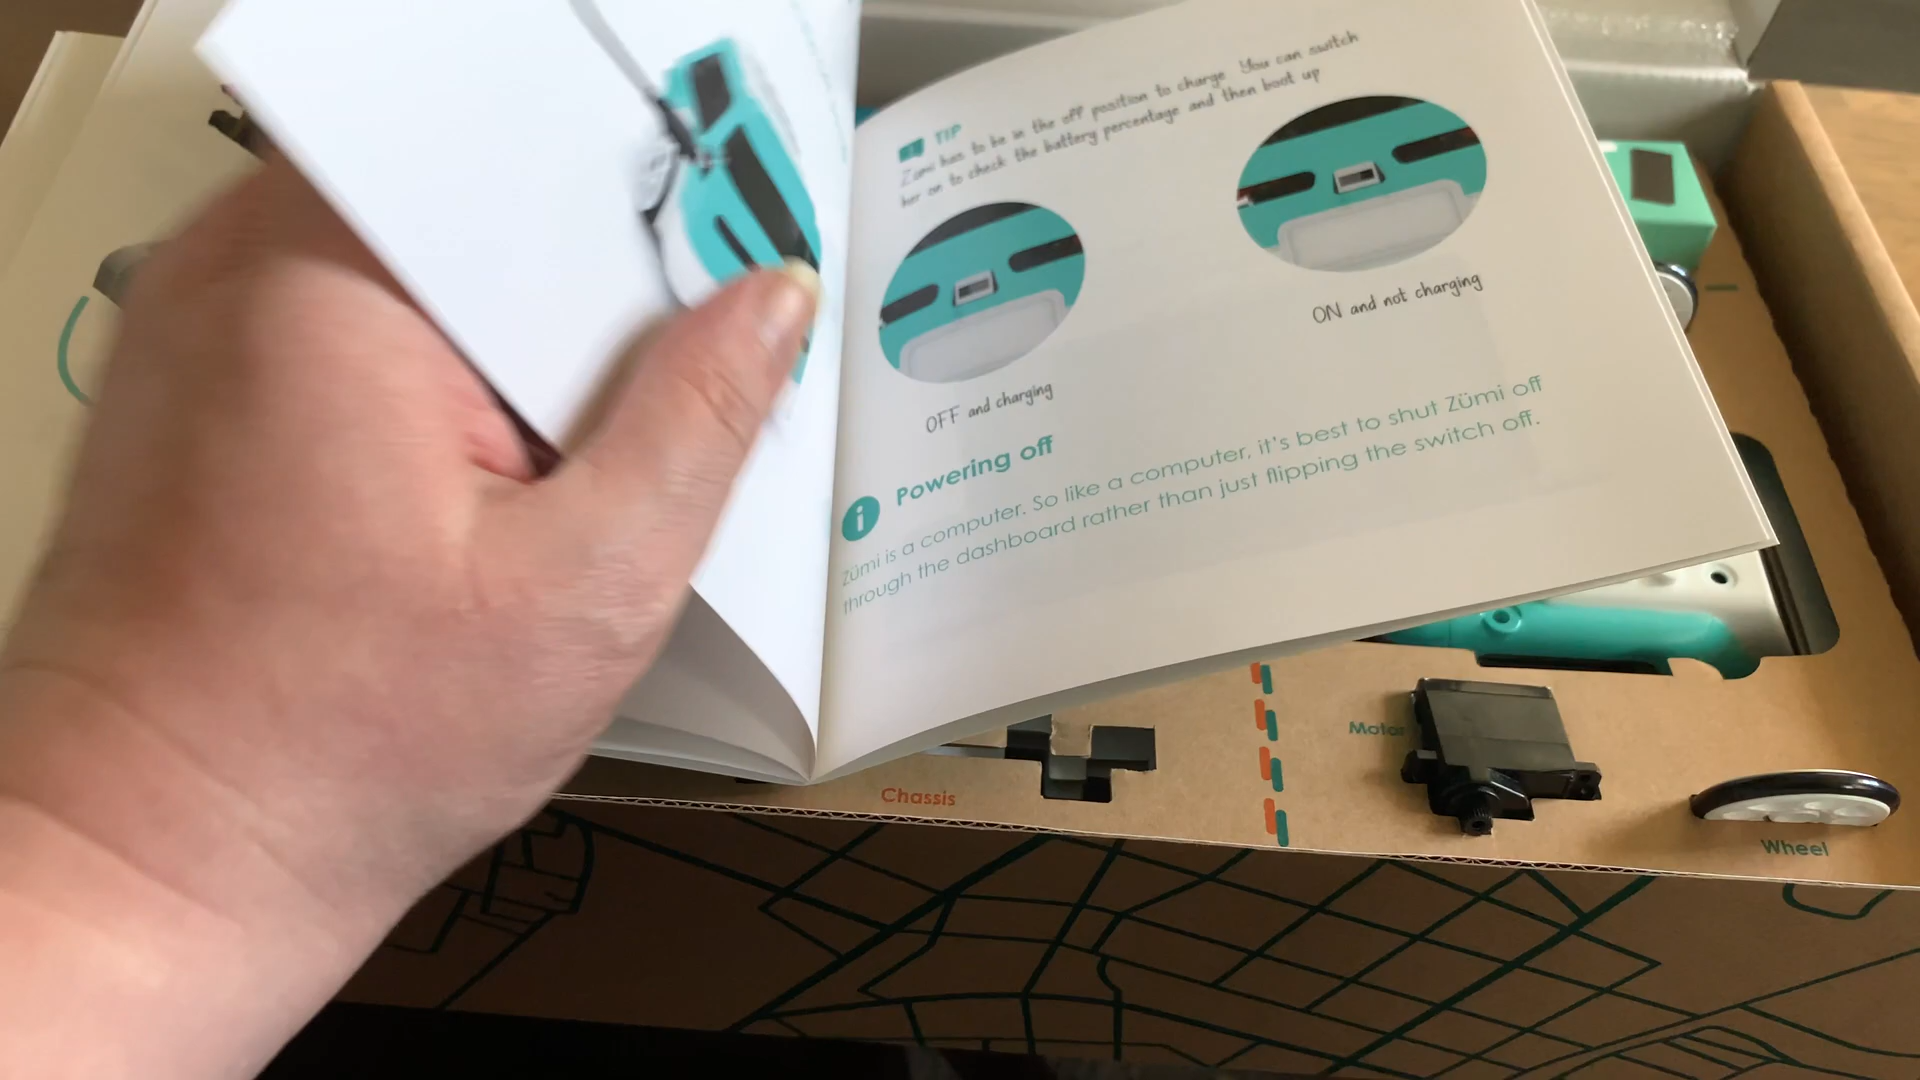 TIP
Zumi has to be in the off position to charge. You can switch
her on to check the battery percentage and then boot up
OFF and charging
ON and not charging
i Powering off
Zümi is a computer. So like a computer, it's best to shut Zümi off
through the dashboard rather than just flipping the switch off.
Chassis
Motor
Wheel